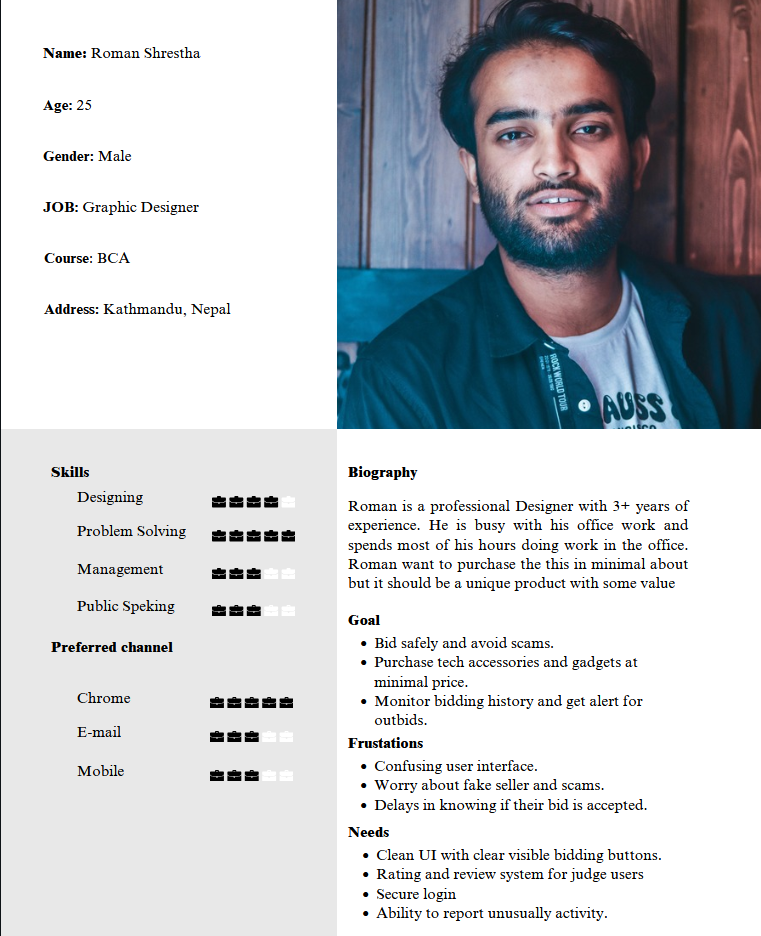 Name: Roman Shrestha
Age: 25
Gender: Male
JOB: Graphic Designer
Course: BCA
Address: Kathmandu, Nepal
ROCK WORLD TOUR
Skills
Designing
Problem Solving
Management
Public Speking
Preferred channel
Chrome
E-mail
Mobile
Biography
Roman is a professional Designer with 3+ years of
experience. He is busy with his office work and
spends most of his hours doing work in the office.
Roman want to purchase the this in minimal about
but it should be a unique product with some value
Goal
Bid safely and avoid scams.
Purchase tech accessories and gadgets at
minimal price.
Monitor bidding history and get alert for
outbids.
Frustations
Confusing user interface.
Worry about fake seller and scams.
Delays in knowing if their bid is accepted.
Needs
Clean UI with clear visible bidding buttons.
Rating and review system for judge users
Secure login
Ability to report unusually activity.